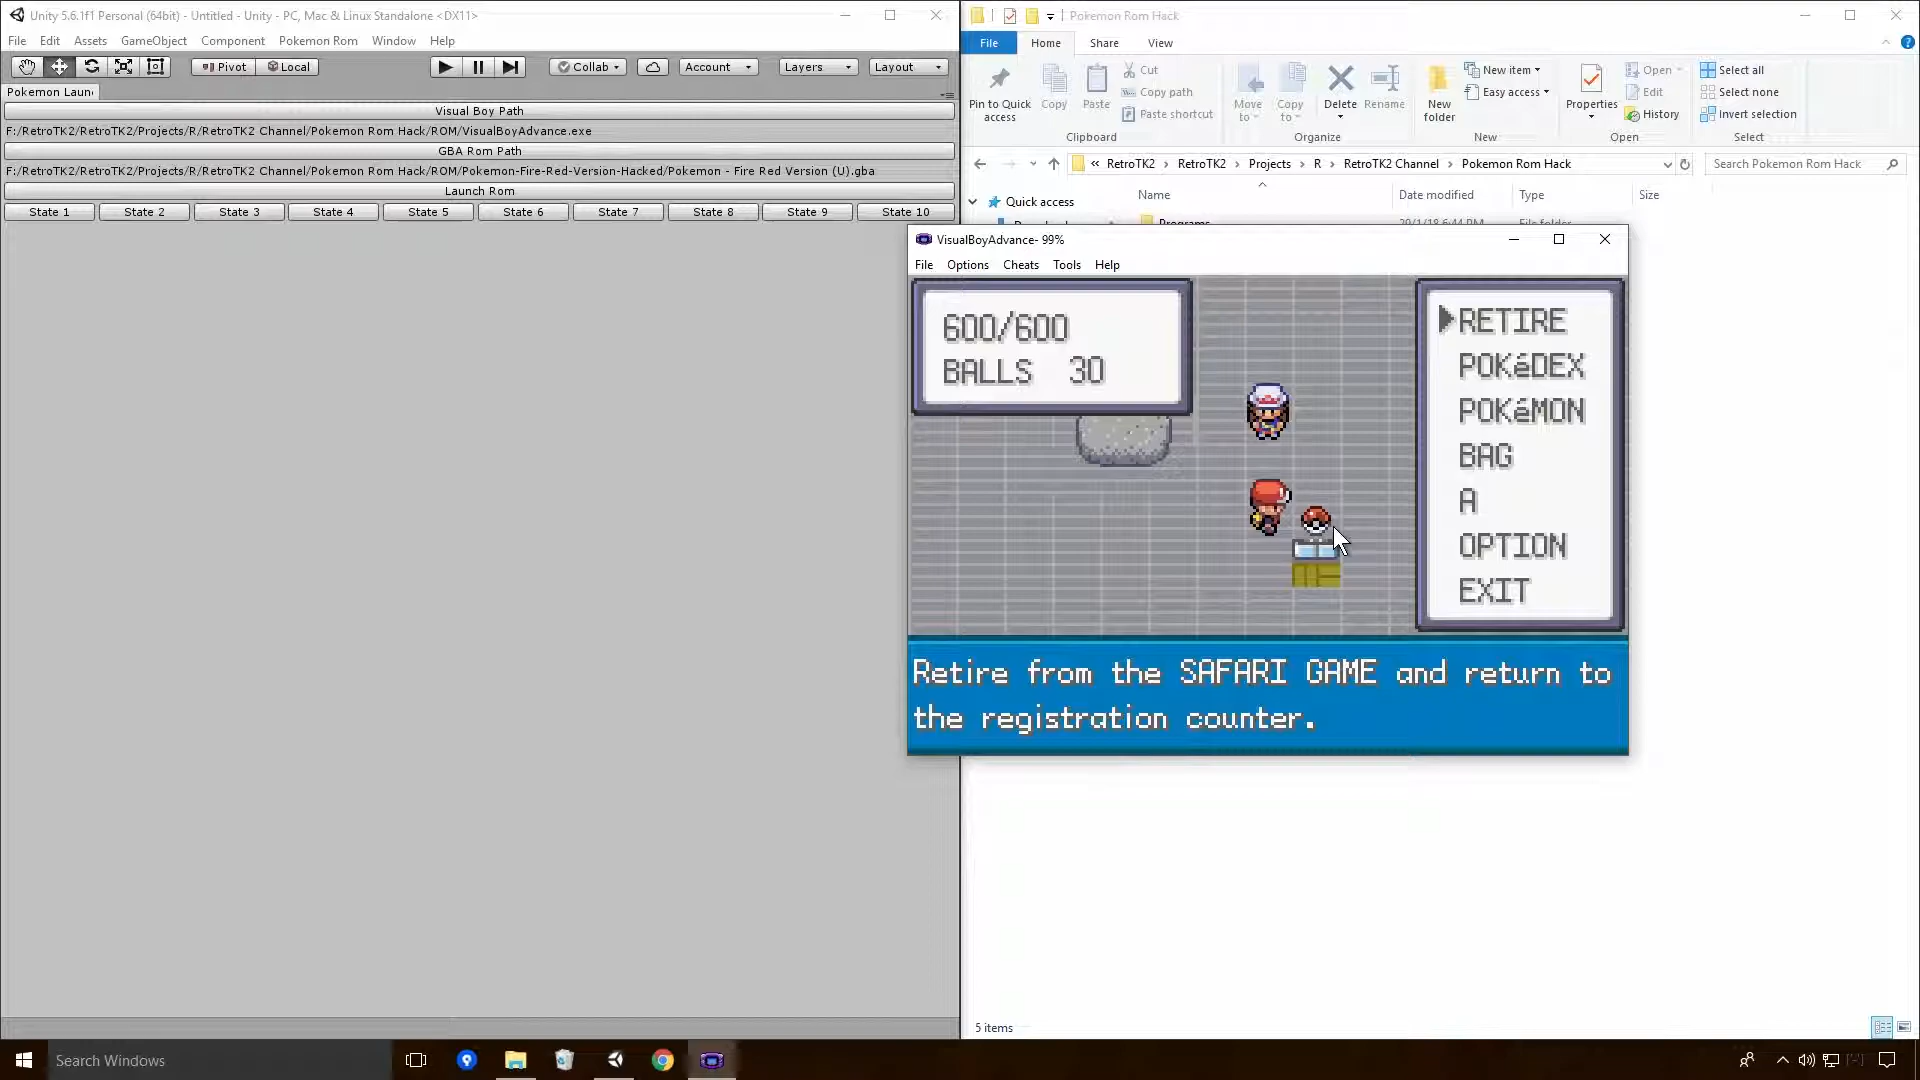 Unity 5.6.1f1 Personal (64bit) - Untitled - Unity - PC, Mac & Linux Standalone <DX11>
File Edit Assets GameObject Component Pokemon Rom Window Help
Pivot Local Collab Account Layers Layout
Pokemon Laun
Visual Boy Path
F:/RetroTK2/RetroTK2/Projects/R/RetroTK2 Channel/Pokemon Rom Hack/ROM/VisualBoyAdvance.exe
GBA Rom Path
F:/RetroTK2/RetroTK2/Projects/R/RetroTK2 Channel/Pokemon Rom Hack/ROM/Pokemon-Fire-Red-Version-Hacked/Pokemon - Fire Red Version (U).gba
Launch Rom
State 1 State 2 State 3 State 4 State 5 State 6 State 7 State 8 State 9 State 10
Pokemon Rom Hack
File Home Share View
Pin to Quick access
Copy
Paste
Cut
Copy path
Paste shortcut
Clipboard
Move to
Copy to
Delete
Rename
Organize
New folder
New item
Easy access
New
Properties
Open
Edit
History
Open
Select all
Select none
Invert selection
Select
« RetroTK2 › RetroTK2 › Projects › R › RetroTK2 Channel › Pokemon Rom Hack
Search Pokemon Rom Hack
Name Date modified Type Size
Quick access
Programs 29/1/18 6:44 PM File folder
VisualBoyAdvance- 99%
File Options Cheats Tools Help
600/600
BALLS 30
RETIRE
POKéDEX
POKéMON
BAG
A
OPTION
EXIT
Retire from the SAFARI GAME and return to
the registration counter.
5 items
Search Windows